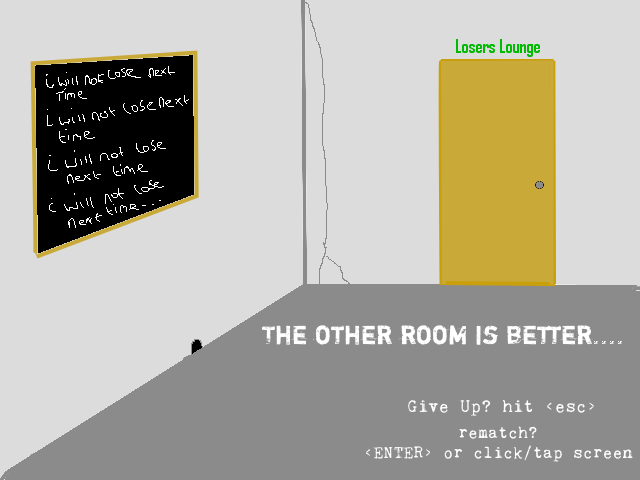 Losers Lounge
i will not lose next
time
i will not lose next
time
i will not lose
next time
i will not lose
next time...
THE OTHER ROOM IS BETTER....
Give Up? hit <esc>
rematch?
<ENTER> or click/tap screen